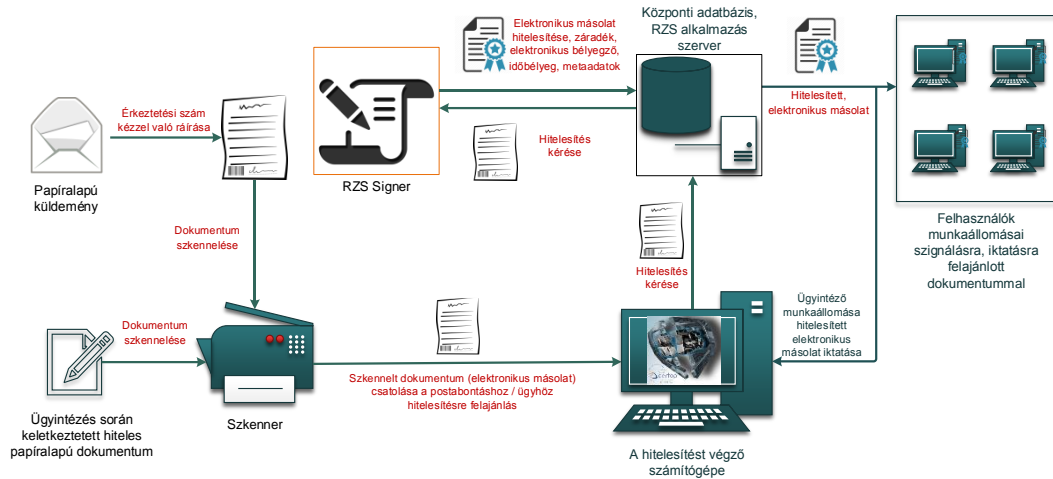 Elektronikus másolat
hitelesítése, záradék,
elektronikus bélyegző,
időbélyeg, metaadatok
Központi adatbázis,
RZS alkalmazás
szerver
Érkeztetési szám
kézzel való ráírása
Hitelesítés
kérése
Hitelesített,
elektronikus másolat
Papíralapú
küldemény
RZS Signer
Felhasználók
munkaállomásai
szignálásra, iktatásra
felajánlott
dokumentummal
Dokumentum
szkennelése
Hitelesítés
kérése
Ügyintéző
munkaállomása
hitelesített
elektronikus
másolat iktatása
Dokumentum
szkennelése
Szkennelt dokumentum (elektronikus másolat)
csatolása a postabontáshoz / ügyhöz
hitelesítésre felajánlás
Ügyintézés során
keletkeztetett hiteles
papíralapú dokumentum
Szkenner
A hitelesítést végző
számítógépe